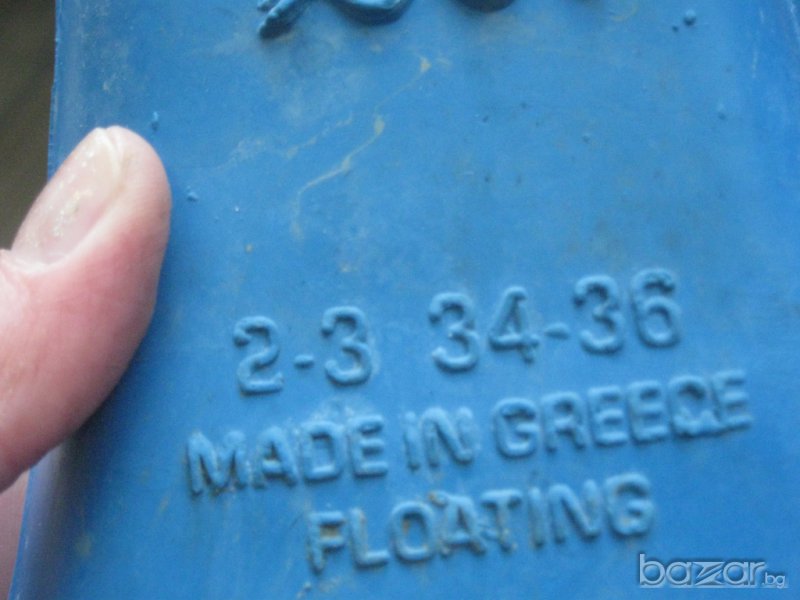 2-3 34-36
MADE IN GREECE
FLOATING
bazar.bg